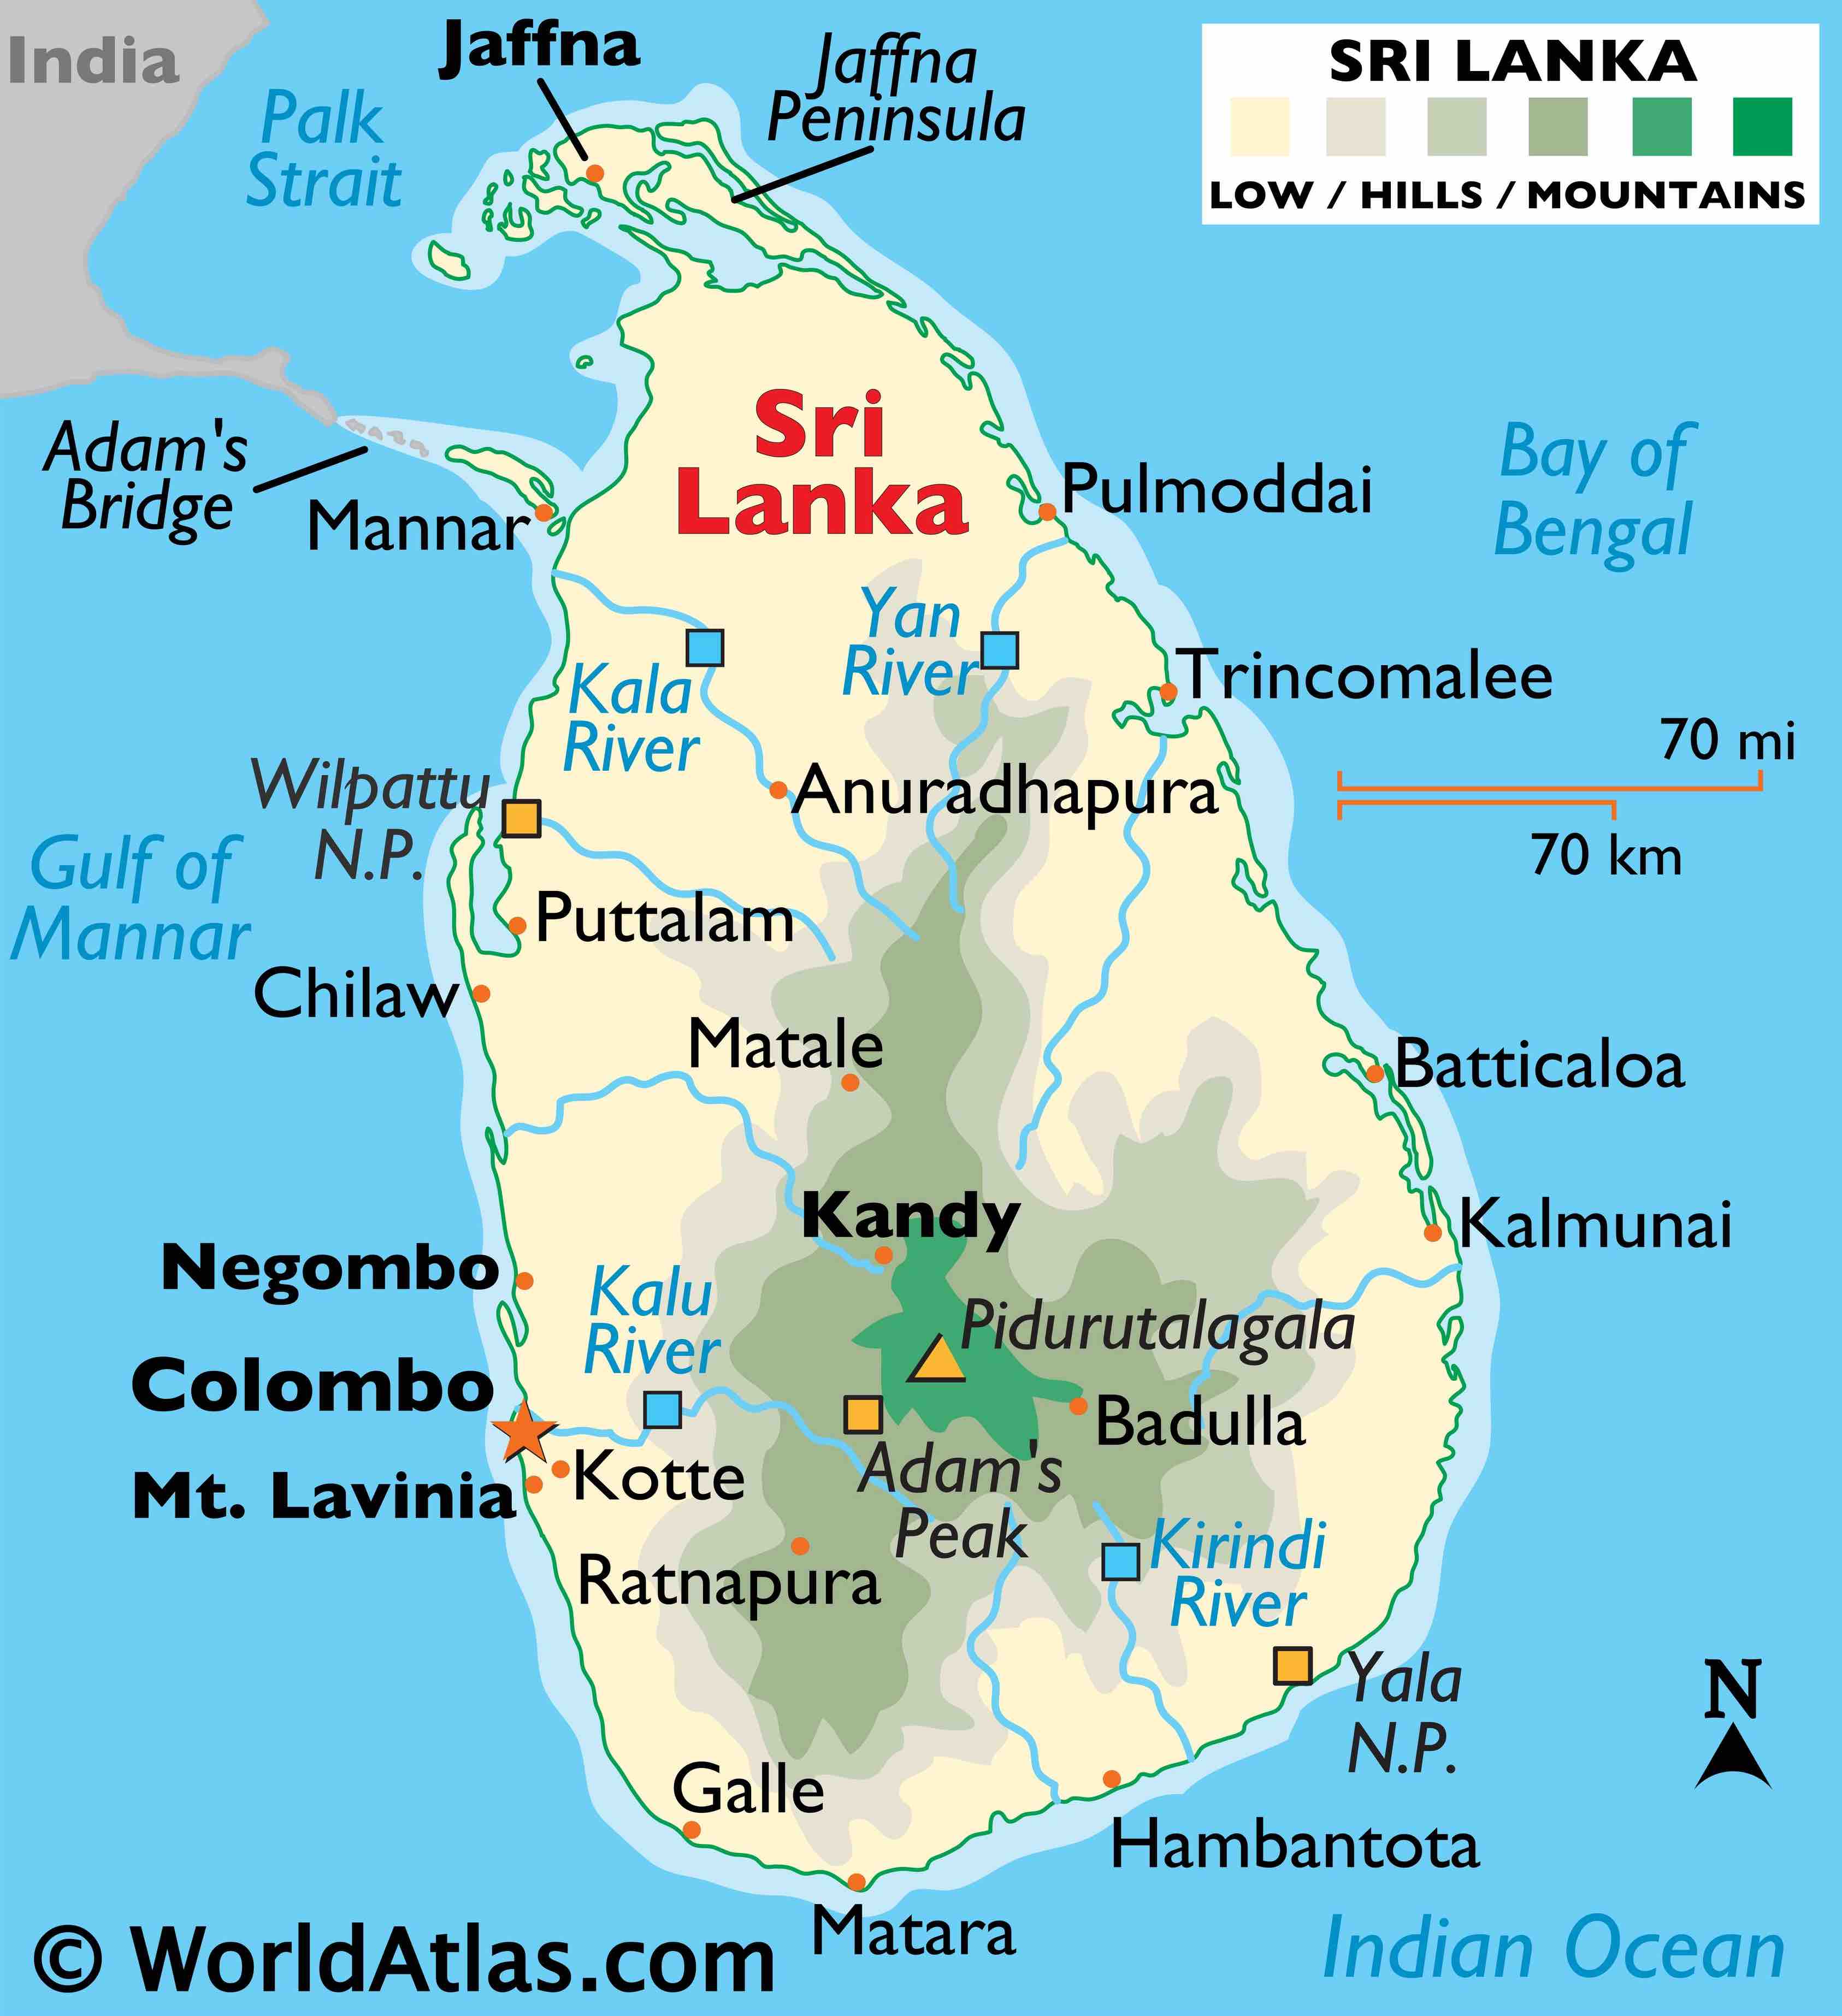 India
Jaffna
Jaffna
Peninsula
SRI LANKA
LOW / HILLS / MOUNTAINS
Palk
Strait
Adam's
Bridge
Mannar
Sri
Lanka
Pulmoddai
Bay of
Bengal
Yan
River
Kala
River
Trincomalee
70 mi
70 km
Wilpattu
N.P.
Anuradhapura
Gulf of
Mannar
Puttalam
Chilaw
Matale
Batticaloa
Kandy
Kalmunai
Negombo
Kalu
River
Pidurutalagala
Colombo
Badulla
Adam's
Peak
Kotte
Mt. Lavinia
Kirindi
River
Ratnapura
Yala
N.P.
N
Galle
Hambantota
Matara
© WorldAtlas.com
Indian Ocean